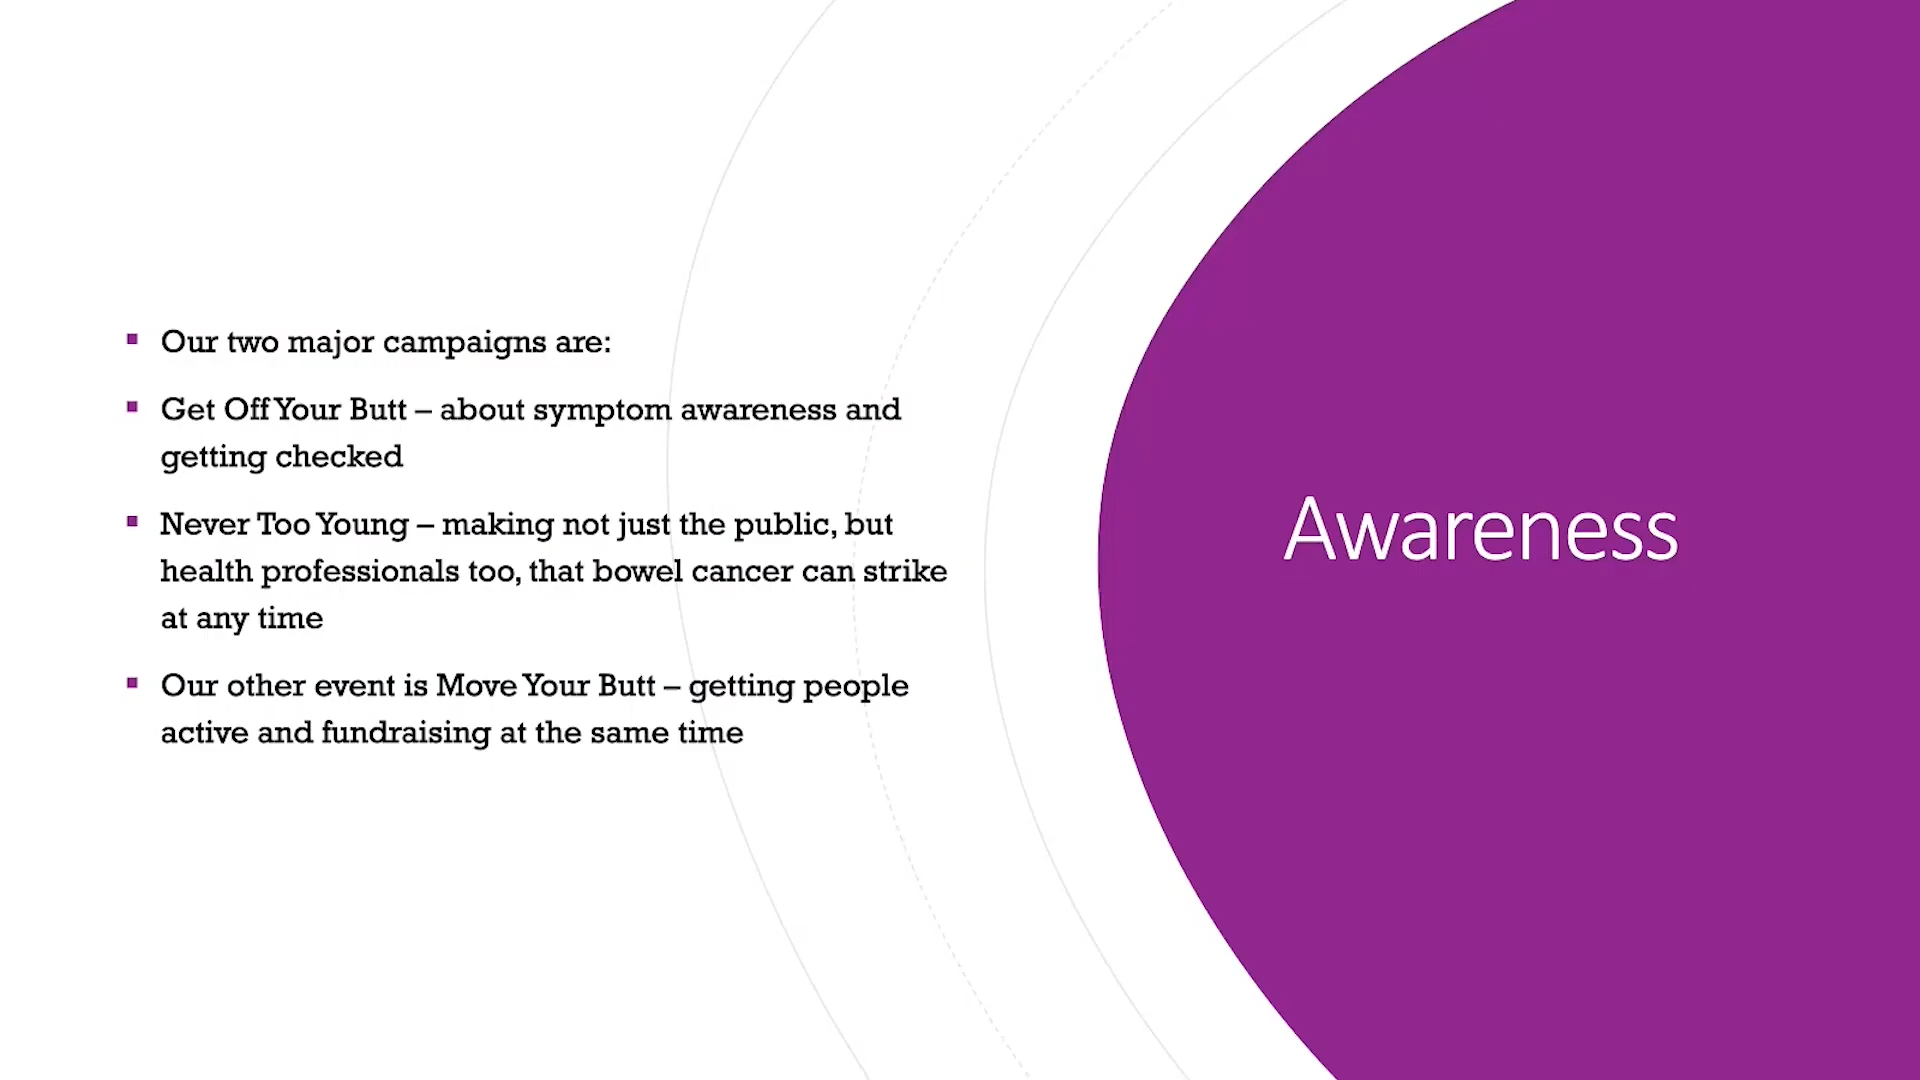 Our two major campaigns are:
Get Off Your Butt – about symptom awareness and
getting checked
Never Too Young – making not just the public, but
health professionals too, that bowel cancer can strike
at any time
Our other event is Move Your Butt – getting people
active and fundraising at the same time
Awareness